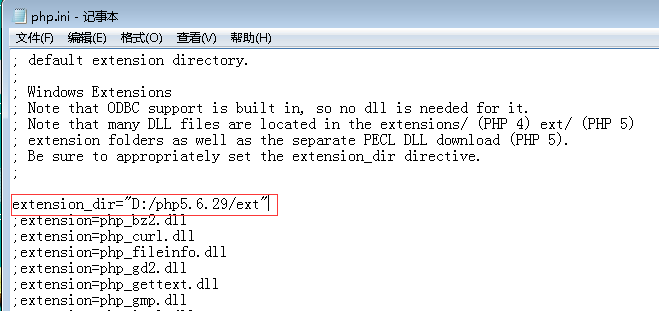 php.ini - 记事本
文件(F) 编辑(E) 格式(O) 查看(V) 帮助(H)
; default extension directory.
;
; Windows Extensions
; Note that ODBC support is built in, so no dll is needed for it.
; Note that many DLL files are located in the extensions/ (PHP 4) ext/ (PHP 5)
; extension folders as well as the separate PECL DLL download (PHP 5).
; Be sure to appropriately set the extension_dir directive.
;
extension_dir="D:/php5.6.29/ext"
;extension=php_bz2.dll
;extension=php_curl.dll
;extension=php_fileinfo.dll
;extension=php_gd2.dll
;extension=php_gettext.dll
;extension=php_gmp.dll